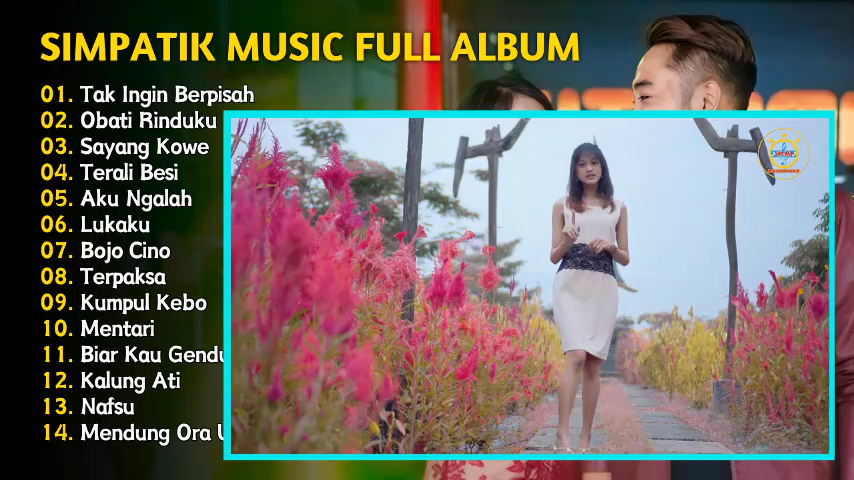 SIMPATIK MUSIC FULL ALBUM
01. Tak Ingin Berpisah
02. Obati Rinduku
03. Sayang Kowe
04. Terali Besi
05. Aku Ngalah
06. Lukaku
07. Bojo Cino
08. Terpaksa
09. Kumpul Kebo
10. Mentari
11. Biar Kau Gendu
12. Kalung Ati
13. Nafsu
14. Mendung Ora